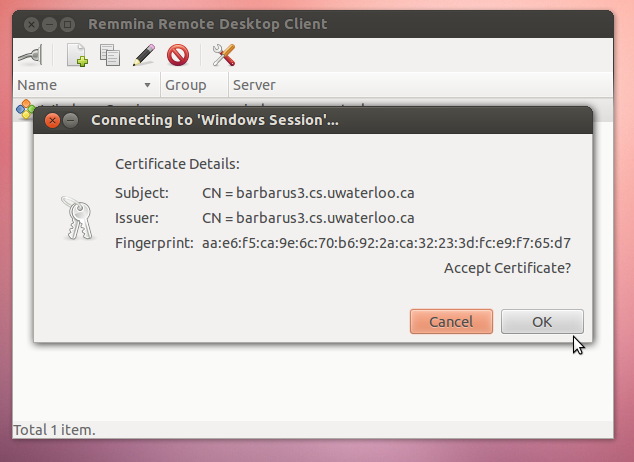 Remmina Remote Desktop Client
Name Group Server
Connecting to 'Windows Session'...
Certificate Details:
Subject: CN = barbarus3.cs.uwaterloo.ca
Issuer: CN = barbarus3.cs.uwaterloo.ca
Fingerprint: aa:e6:f5:ca:9e:6c:70:b6:92:2a:ca:32:23:3d:fc:e9:f7:65:d7
Accept Certificate?
Cancel OK
Total 1 item.